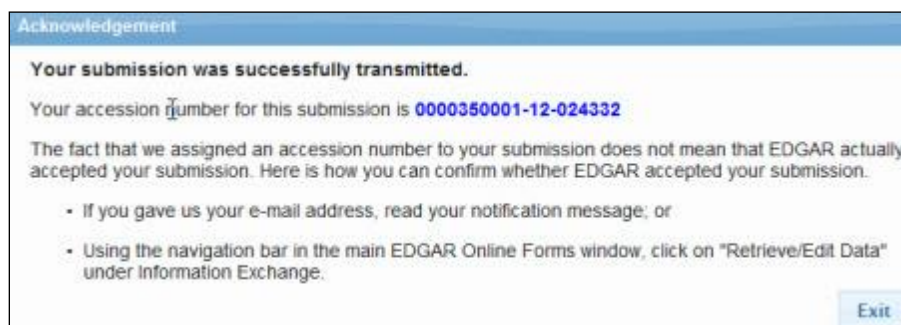 Acknowledgement
Your submission was successfully transmitted.
Your accession number for this submission is 0000350001-12-024332
The fact that we assigned an accession number to your submission does not mean that EDGAR actually
accepted your submission. Here is how you can confirm whether EDGAR accepted your submission.
• If you gave us your e-mail address, read your notification message; or
• Using the navigation bar in the main EDGAR Online Forms window, click on "Retrieve/Edit Data"
under Information Exchange.
Exit